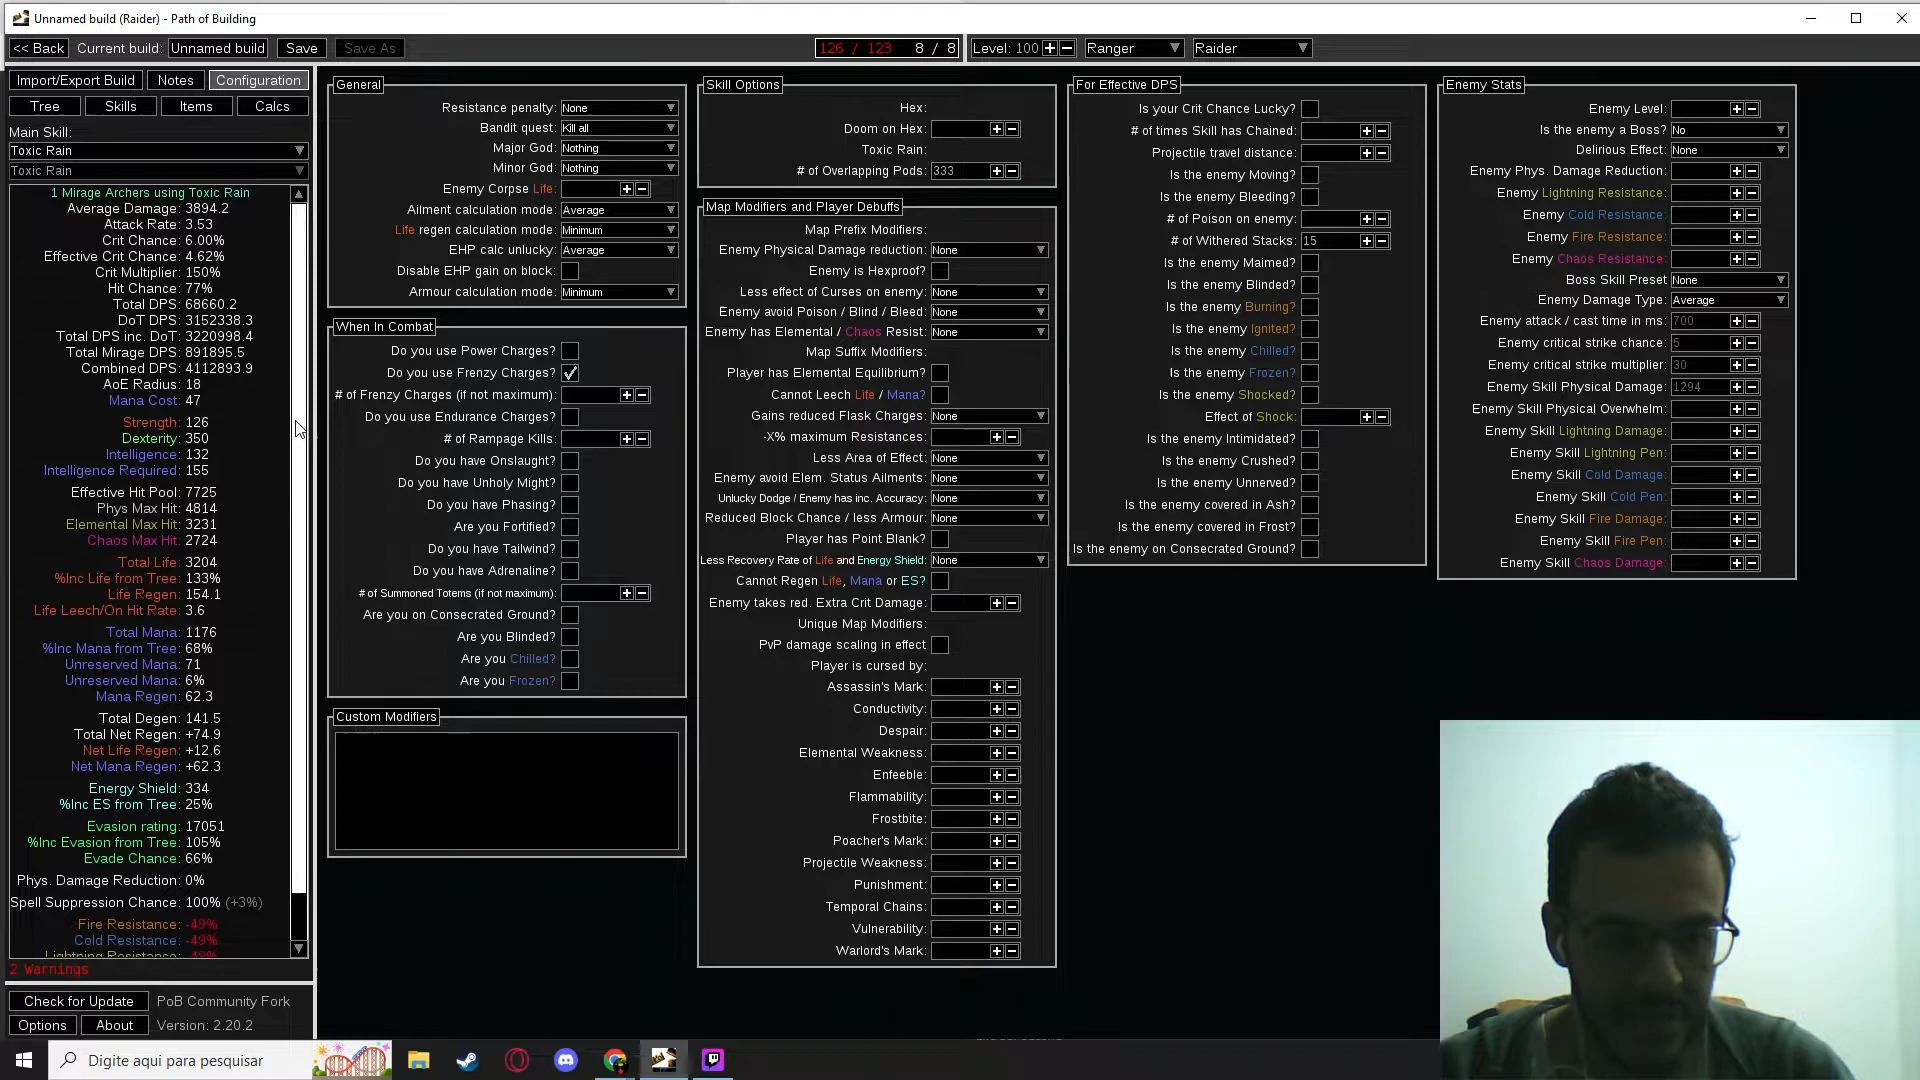 Unnamed build (Raider) - Path of Building
<< Back Current build: Unnamed build Save Save As 126 / 123 8 / 8 Level: 100 Ranger Raider
Import/Export Build Notes Configuration
Tree Skills Items Calcs
Main Skill:
Toxic Rain
Toxic Rain
1 Mirage Archers using Toxic Rain
Average Damage: 3894.2
Attack Rate: 3.53
Crit Chance: 6.00%
Effective Crit Chance: 4.62%
Crit Multiplier: 150%
Hit Chance: 77%
Total DPS: 68660.2
DoT DPS: 3152338.3
Total DPS inc. DoT: 3220998.4
Total Mirage DPS: 891895.5
Combined DPS: 4112893.9
AoE Radius: 18
Mana Cost: 47
Strength: 126
Dexterity: 350
Intelligence: 132
Intelligence Required: 155
Effective Hit Pool: 7725
Phys Max Hit: 4814
Elemental Max Hit: 3231
Chaos Max Hit: 2724
Total Life: 3204
%Inc Life from Tree: 133%
Life Regen: 154.1
Life Leech/On Hit Rate: 3.6
Total Mana: 1176
%Inc Mana from Tree: 68%
Unreserved Mana: 71
Unreserved Mana: 6%
Mana Regen: 62.3
Total Degen: 141.5
Total Net Regen: +74.9
Net Life Regen: +12.6
Net Mana Regen: +62.3
Energy Shield: 334
%Inc ES from Tree: 25%
Evasion rating: 17051
%Inc Evasion from Tree: 105%
Evade Chance: 66%
Phys. Damage Reduction: 0%
Spell Suppression Chance: 100% (+3%)
Fire Resistance: -49%
Cold Resistance: -49%
Lightning Resistance: -49%
2 Warnings
Check for Update PoB Community Fork
Options About Version: 2.20.2
General
Resistance penalty: None
Bandit quest: Kill all
Major God: Nothing
Minor God: Nothing
Enemy Corpse Life:
Ailment calculation mode: Average
Life regen calculation mode: Minimum
EHP calc unlucky: Average
Disable EHP gain on block:
Armour calculation mode: Minimum
When In Combat
Do you use Power Charges?
Do you use Frenzy Charges?
# of Frenzy Charges (if not maximum):
Do you use Endurance Charges?
# of Rampage Kills:
Do you have Onslaught?
Do you have Unholy Might?
Do you have Phasing?
Are you Fortified?
Do you have Tailwind?
Do you have Adrenaline?
# of Summoned Totems (if not maximum):
Are you on Consecrated Ground?
Are you Blinded?
Are you Chilled?
Are you Frozen?
Custom Modifiers
Skill Options
Hex:
Doom on Hex:
Toxic Rain:
# of Overlapping Pods: 333
Map Modifiers and Player Debuffs
Map Prefix Modifiers:
Enemy Physical Damage reduction: None
Enemy is Hexproof?
Less effect of Curses on enemy: None
Enemy avoid Poison / Blind / Bleed: None
Enemy has Elemental / Chaos Resist: None
Map Suffix Modifiers:
Player has Elemental Equilibrium?
Cannot Leech Life / Mana?
Gains reduced Flask Charges: None
-X% maximum Resistances:
Less Area of Effect: None
Enemy avoid Elem. Status Ailments: None
Unlucky Dodge / Enemy has inc. Accuracy: None
Reduced Block Chance / less Armour: None
Player has Point Blank?
Less Recovery Rate of Life and Energy Shield: None
Cannot Regen Life, Mana or ES?
Enemy takes red. Extra Crit Damage:
Unique Map Modifiers:
PvP damage scaling in effect
Player is cursed by:
Assassin's Mark:
Conductivity:
Despair:
Elemental Weakness:
Enfeeble:
Flammability:
Frostbite:
Poacher's Mark:
Projectile Weakness:
Punishment:
Temporal Chains:
Vulnerability:
Warlord's Mark:
For Effective DPS
Is your Crit Chance Lucky?
# of times Skill has Chained:
Projectile travel distance:
Is the enemy Moving?
Is the enemy Bleeding?
# of Poison on enemy:
# of Withered Stacks: 15
Is the enemy Maimed?
Is the enemy Blinded?
Is the enemy Burning?
Is the enemy Ignited?
Is the enemy Chilled?
Is the enemy Frozen?
Is the enemy Shocked?
Effect of Shock:
Is the enemy Intimidated?
Is the enemy Crushed?
Is the enemy Unnerved?
Is the enemy covered in Ash?
Is the enemy covered in Frost?
Is the enemy on Consecrated Ground?
Enemy Stats
Enemy Level:
Is the enemy a Boss? No
Delirious Effect: None
Enemy Phys. Damage Reduction:
Enemy Lightning Resistance:
Enemy Cold Resistance:
Enemy Fire Resistance:
Enemy Chaos Resistance:
Boss Skill Preset None
Enemy Damage Type: Average
Enemy attack / cast time in ms: 700
Enemy critical strike chance: 5
Enemy critical strike multiplier: 30
Enemy Skill Physical Damage: 1294
Enemy Skill Physical Overwhelm:
Enemy Skill Lightning Damage:
Enemy Skill Lightning Pen:
Enemy Skill Cold Damage:
Enemy Skill Cold Pen:
Enemy Skill Fire Damage:
Enemy Skill Fire Pen:
Enemy Skill Chaos Damage:
Digite aqui para pesquisar